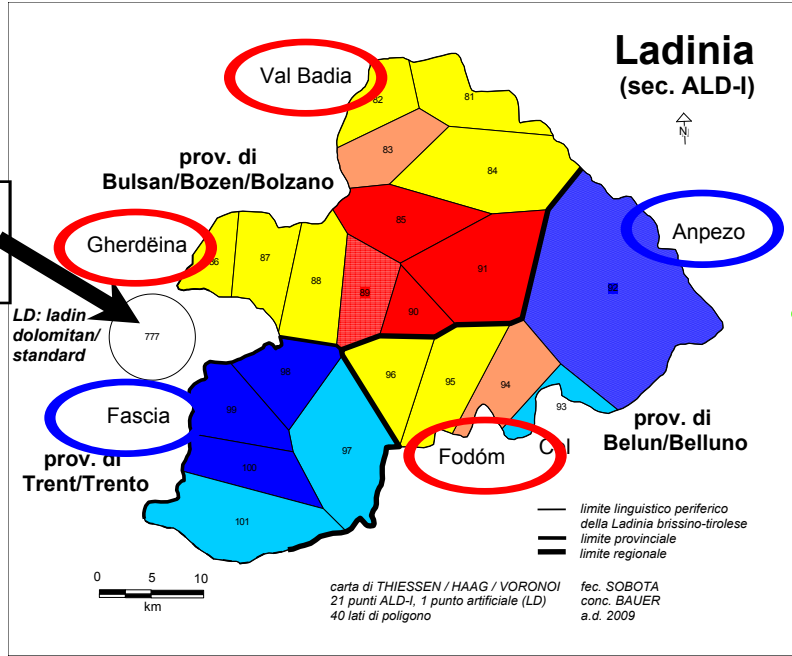 Ladinia
(sec. ALD-I)
N
Val Badia
prov. di
Bulsan/Bozen/Bolzano
Gherdëina
Anpezo
LD: ladin
dolomitan/
standard
777
Fascia
prov. di
Trent/Trento
Fodóm
prov. di
Belun/Belluno
81
82
83
84
85
86
87
88
89
90
91
92
93
94
95
96
97
98
99
100
101
limite linguistico periferico
della Ladinia brissino-tirolese
limite provinciale
limite regionale
0 5 10
km
carta di THIESSEN / HAAG / VORONOI
21 punti ALD-I, 1 punto artificiale (LD)
40 lati di poligono
fec. SOBOTA
conc. BAUER
a.d. 2009